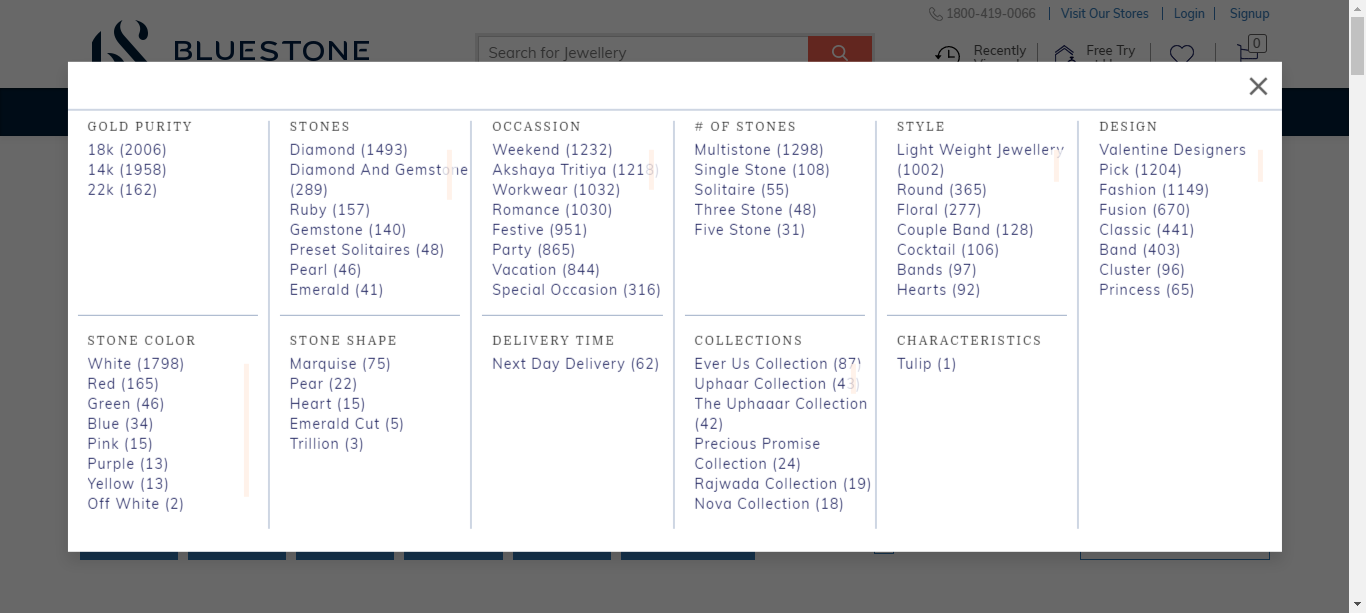 1800-419-0066 | Visit Our Stores | Login | Signup
BLUESTONE
Search for Jewellery
Recently
Free Try
0
GOLD PURITY
18k (2006)
14k (1958)
22k (162)
STONES
Diamond (1493)
Diamond And Gemstone
(289)
Ruby (157)
Gemstone (140)
Preset Solitaires (48)
Pearl (46)
Emerald (41)
OCCASSION
Weekend (1232)
Akshaya Tritiya (1218)
Workwear (1032)
Romance (1030)
Festive (951)
Party (865)
Vacation (844)
Special Occasion (316)
# OF STONES
Multistone (1298)
Single Stone (108)
Solitaire (55)
Three Stone (48)
Five Stone (31)
STYLE
Light Weight Jewellery
(1002)
Round (365)
Floral (277)
Couple Band (128)
Cocktail (106)
Bands (97)
Hearts (92)
DESIGN
Valentine Designers
Pick (1204)
Fashion (1149)
Fusion (670)
Classic (441)
Band (403)
Cluster (96)
Princess (65)
STONE COLOR
White (1798)
Red (165)
Green (46)
Blue (34)
Pink (15)
Purple (13)
Yellow (13)
Off White (2)
STONE SHAPE
Marquise (75)
Pear (22)
Heart (15)
Emerald Cut (5)
Trillion (3)
DELIVERY TIME
Next Day Delivery (62)
COLLECTIONS
Ever Us Collection (87)
Uphaar Collection (43)
The Uphaaar Collection
(42)
Precious Promise
Collection (24)
Rajwada Collection (19)
Nova Collection (18)
CHARACTERISTICS
Tulip (1)